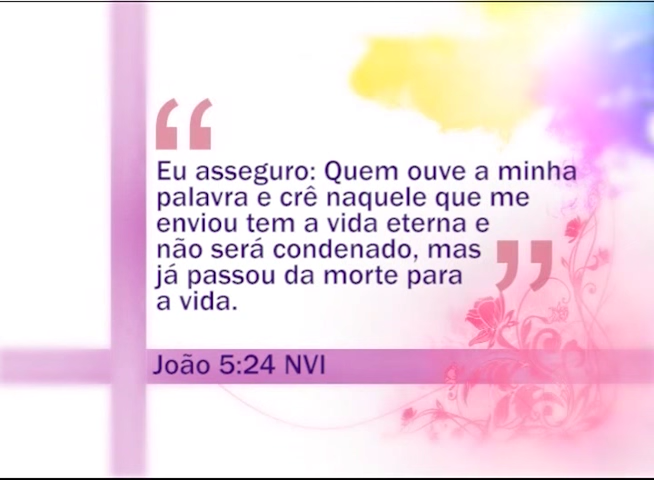 “
Eu asseguro: Quem ouve a minha
palavra e crê naquele que me
enviou tem a vida eterna e
não será condenado, mas
já passou da morte para
a vida.
”
João 5:24 NVI